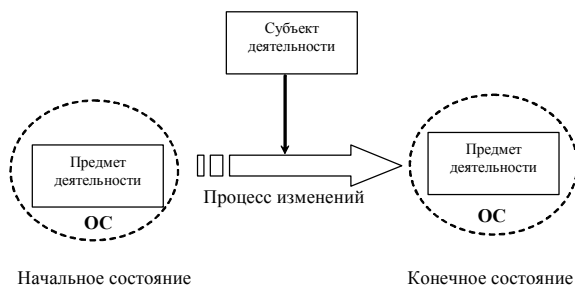 Субъект
деятельности
Предмет
деятельности
ОС
Процесс изменений
Предмет
деятельности
ОС
Начальное состояние
Конечное состояние